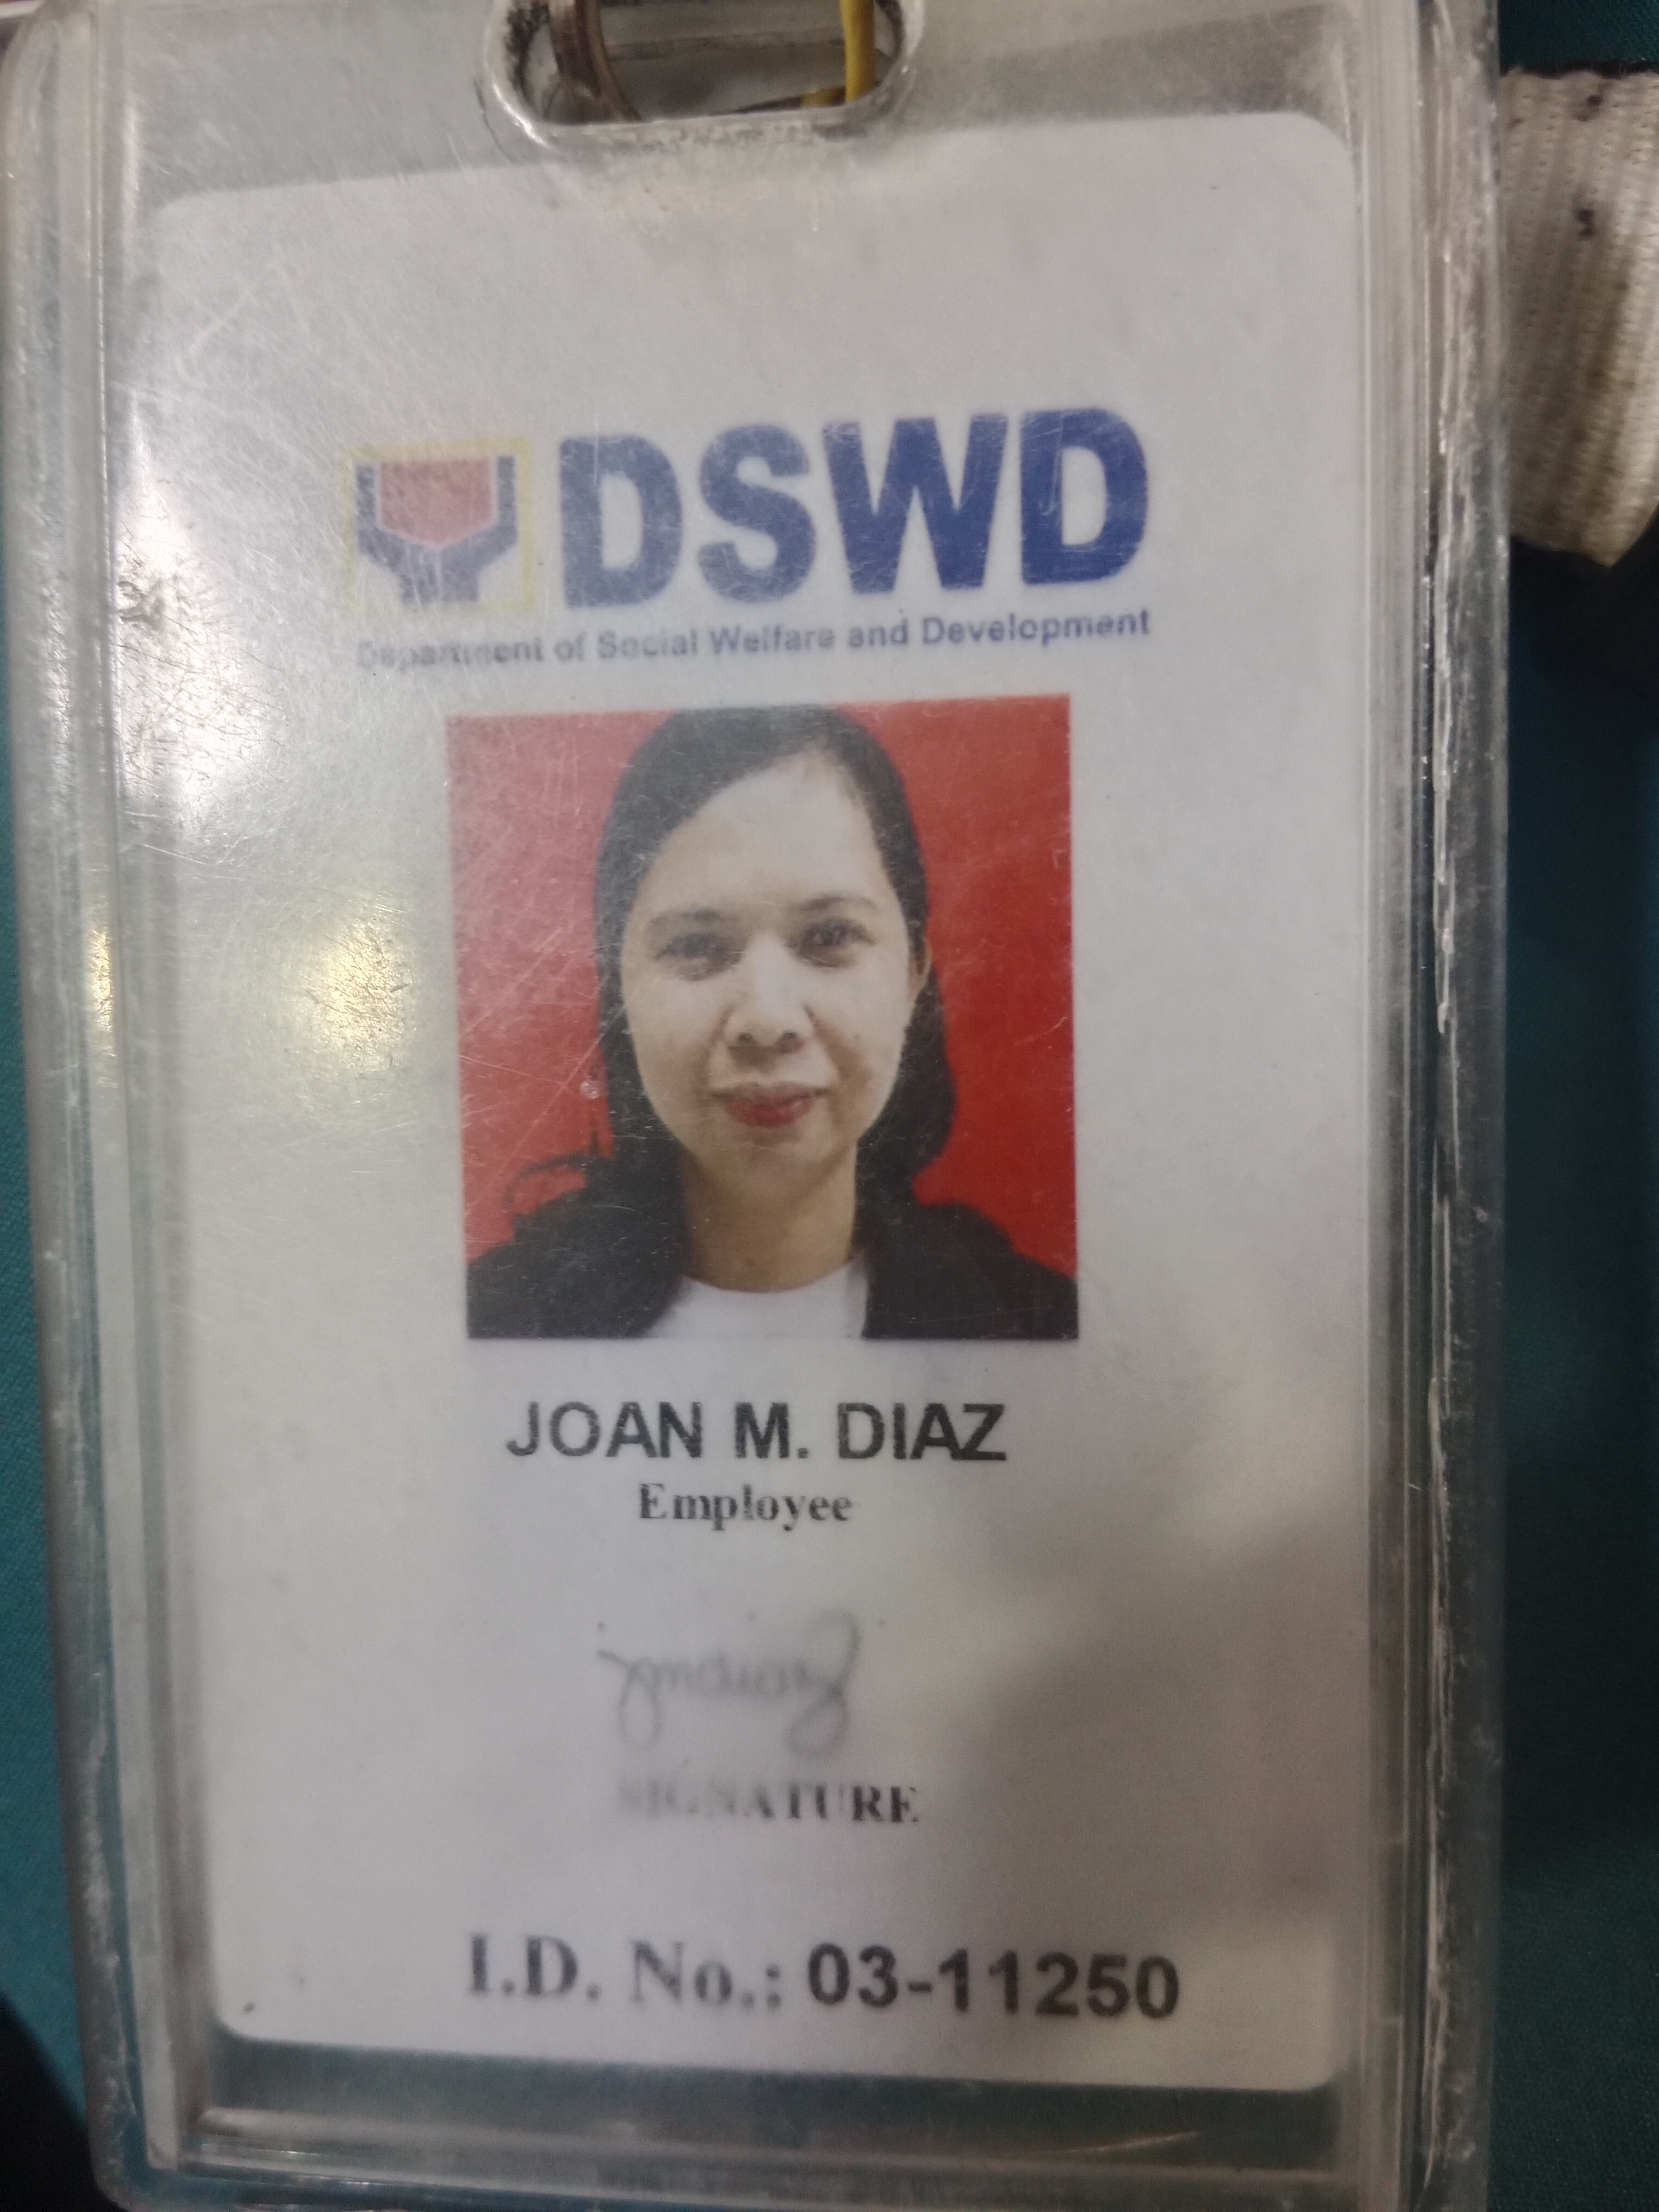 DSWD
Department of Social Welfare and Development
JOAN M. DIAZ
Employee
jmdiaz
SIGNATURE
I.D. No.: 03-11250